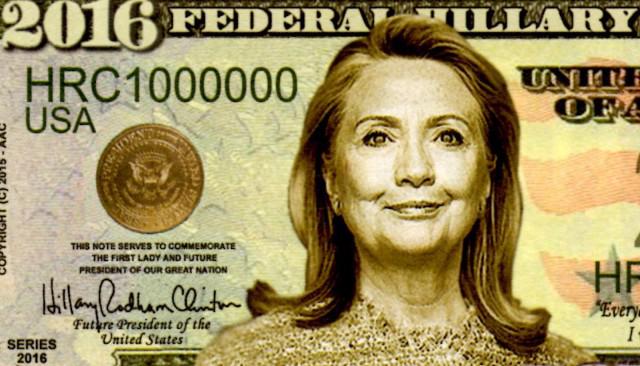 2016 FEDERAL HILLARY
HRC1000000
USA
UNITE
OF A
COPYRIGHT (C) 2015 - AAC
THIS NOTE SERVES TO COMMEMORATE
THE FIRST LADY AND FUTURE
PRESIDENT OF OUR GREAT NATION
Hillary Rodham Clinton
Future President of the
United States
SERIES
2016
HR
"Every
I